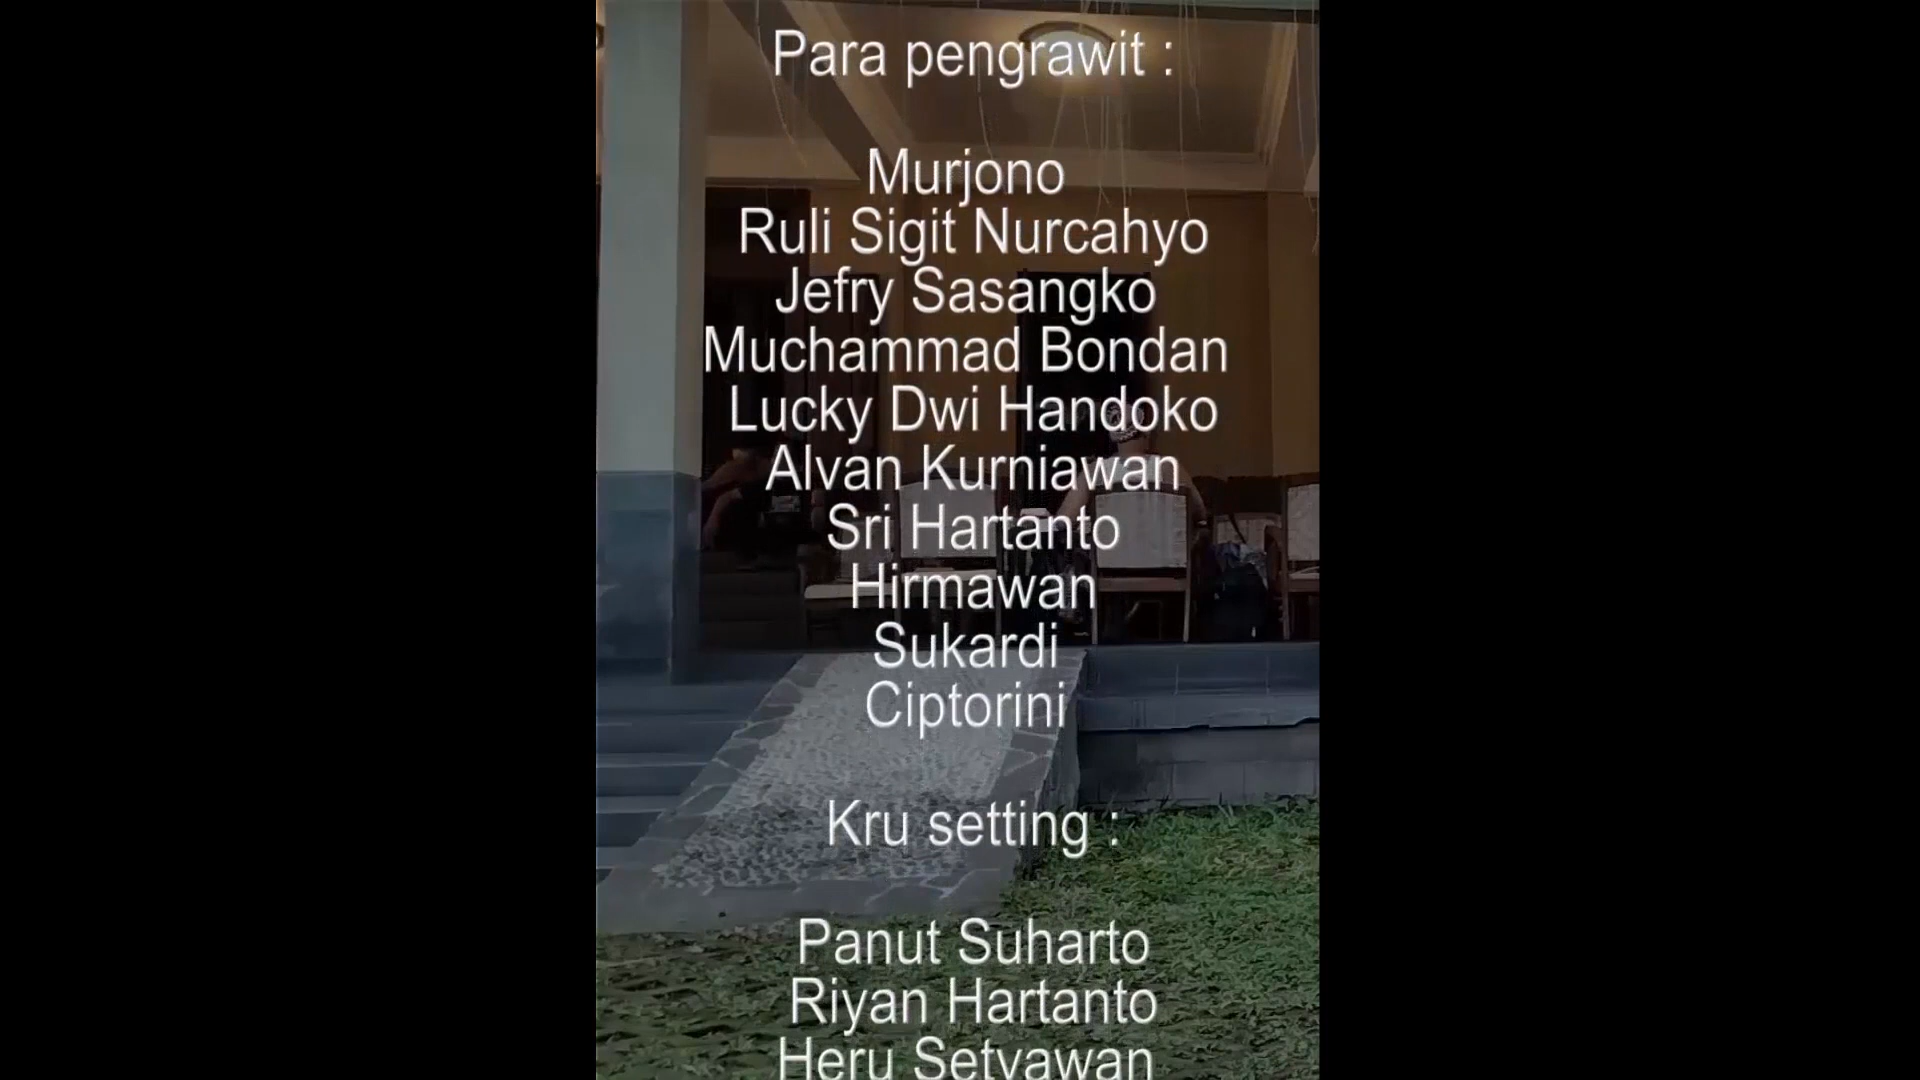 Para pengrawit :
Murjono
Ruli Sigit Nurcahyo
Jefry Sasangko
Muchammad Bondan
Lucky Dwi Handoko
Alvan Kurniawan
Sri Hartanto
Hirmawan
Sukardi
Ciptorini
Kru setting :
Panut Suharto
Riyan Hartanto
Heru Setyawan